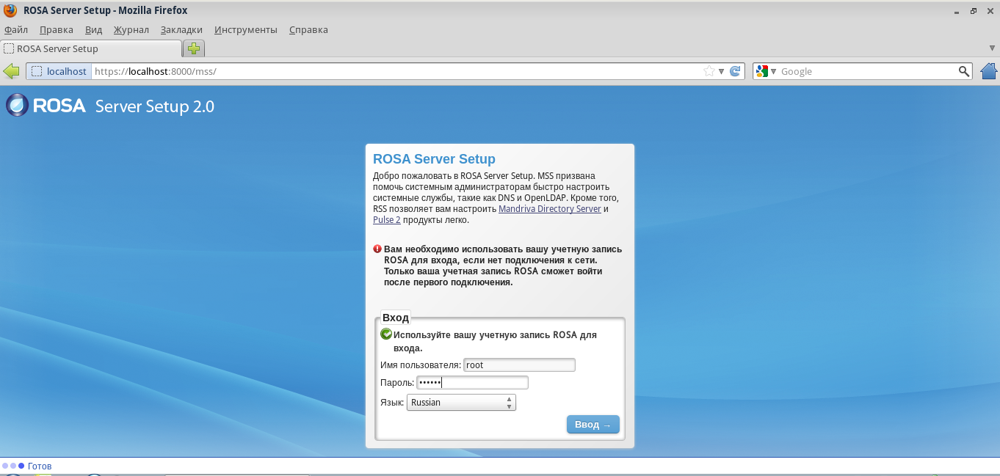 ROSA Server Setup - Mozilla Firefox
Файл Правка Вид Журнал Закладки Инструменты Справка
ROSA Server Setup
localhost https://localhost:8000/mss/ Google
ROSA Server Setup 2.0
ROSA Server Setup
Добро пожаловать в ROSA Server Setup. MSS призвана
помочь системным администраторам быстро настроить
системные службы, такие как DNS и OpenLDAP. Кроме того,
RSS позволяет вам настроить Mandriva Directory Server и
Pulse 2 продукты легко.
Вам необходимо использовать вашу учетную запись
ROSA для входа, если нет подключения к сети.
Только ваша учетная запись ROSA сможет войти
после первого подключения.
Вход
Используйте вашу учетную запись ROSA для
входа.
Имя пользователя: root
Пароль: ••••••
Язык: Russian
Ввод →
Готов